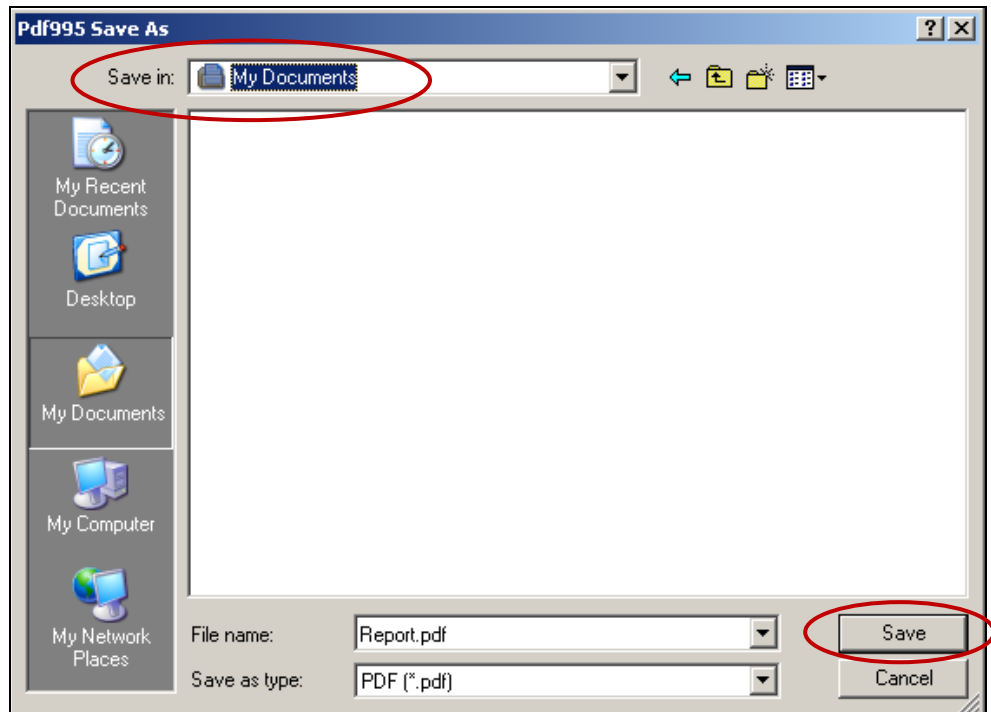 Pdf995 Save As
Save in: My Documents
My Recent
Documents
Desktop
My Documents
My Computer
My Network
Places
File name: Report.pdf Save
Save as type: PDF (*.pdf) Cancel